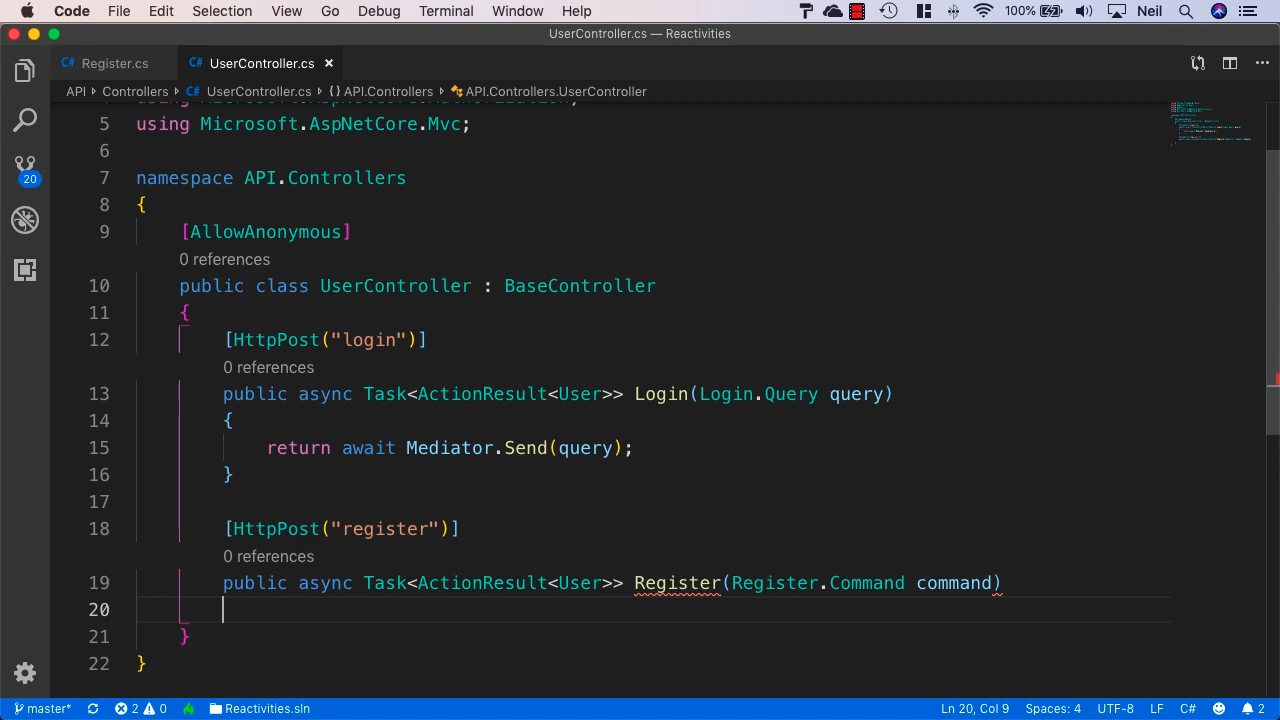 Code File Edit Selection View Go Debug Terminal Window Help 100% Neil
UserController.cs — Reactivities
C# Register.cs C# UserController.cs ×
API Controllers C# UserController.cs {} API.Controllers API.Controllers.UserController
5 using Microsoft.AspNetCore.Mvc;
6
7 namespace API.Controllers
8 {
9 [AllowAnonymous]
0 references
10 public class UserController : BaseController
11 {
12 [HttpPost("login")]
0 references
13 public async Task<ActionResult<User>> Login(Login.Query query)
14 {
15 return await Mediator.Send(query);
16 }
17
18 [HttpPost("register")]
0 references
19 public async Task<ActionResult<User>> Register(Register.Command command)
20
21 }
22 }
20
master* 2 0 Reactivities.sln Ln 20, Col 9 Spaces: 4 UTF-8 LF C# 2